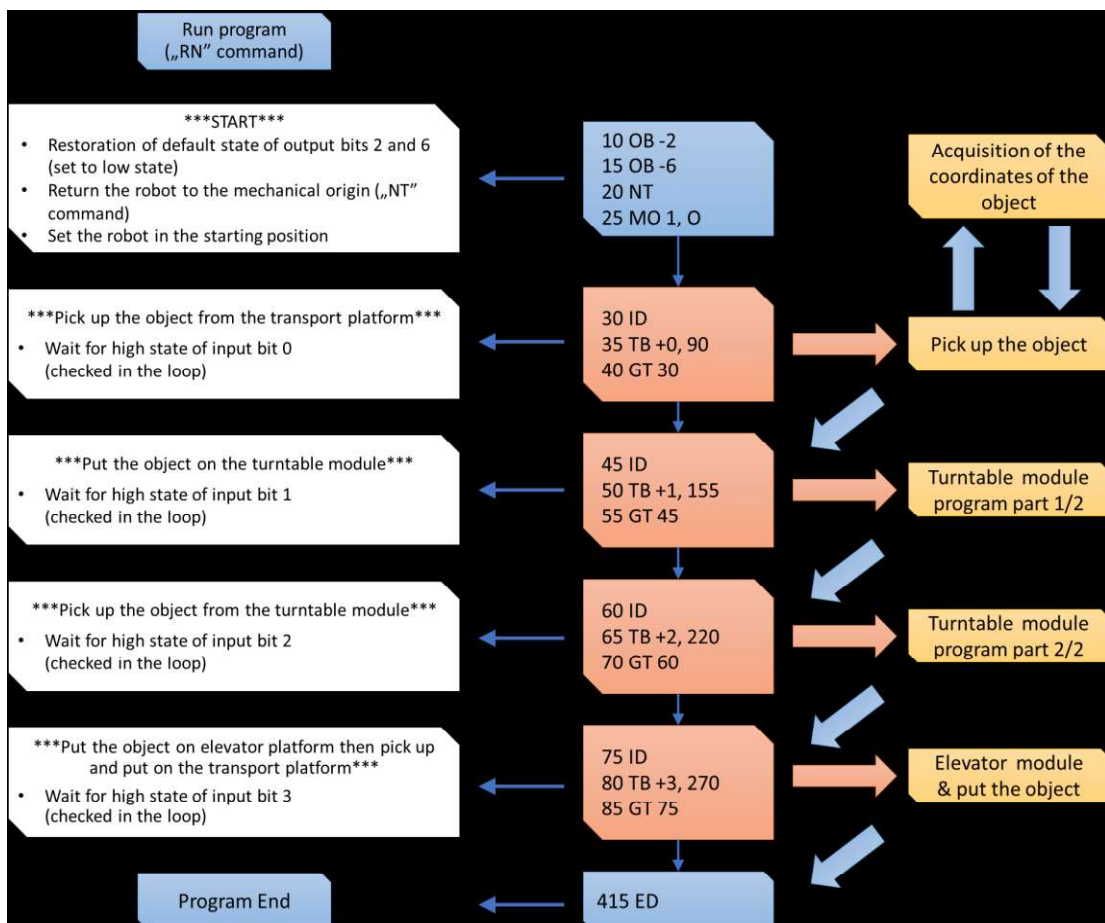 Run program
(„RN” command)
***START***
• Restoration of default state of output bits 2 and 6
(set to low state)
• Return the robot to the mechanical origin („NT”
command)
• Set the robot in the starting position
10 OB -2
15 OB -6
20 NT
25 MO 1, O
Acquisition of the
coordinates of the
object
***Pick up the object from the transport platform***
• Wait for high state of input bit 0
(checked in the loop)
30 ID
35 TB +0, 90
40 GT 30
Pick up the object
***Put the object on the turntable module***
• Wait for high state of input bit 1
(checked in the loop)
45 ID
50 TB +1, 155
55 GT 45
Turntable module
program part 1/2
***Pick up the object from the turntable module***
• Wait for high state of input bit 2
(checked in the loop)
60 ID
65 TB +2, 220
70 GT 60
Turntable module
program part 2/2
***Put the object on elevator platform then pick up
and put on the transport platform***
• Wait for high state of input bit 3
(checked in the loop)
75 ID
80 TB +3, 270
85 GT 75
Elevator module
& put the object
Program End
415 ED